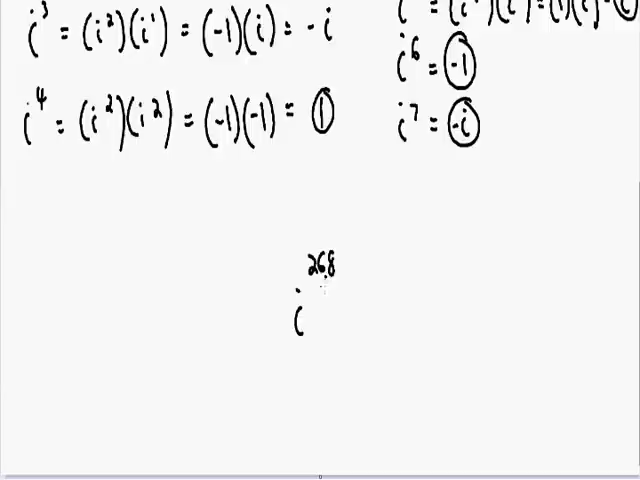 i³ = (i²)(i¹) = (-1)(i) = -i
i⁴ = (i²)(i²) = (-1)(-1) = 1
i⁶ = -1
i⁷ = -i
i²⁶⁸